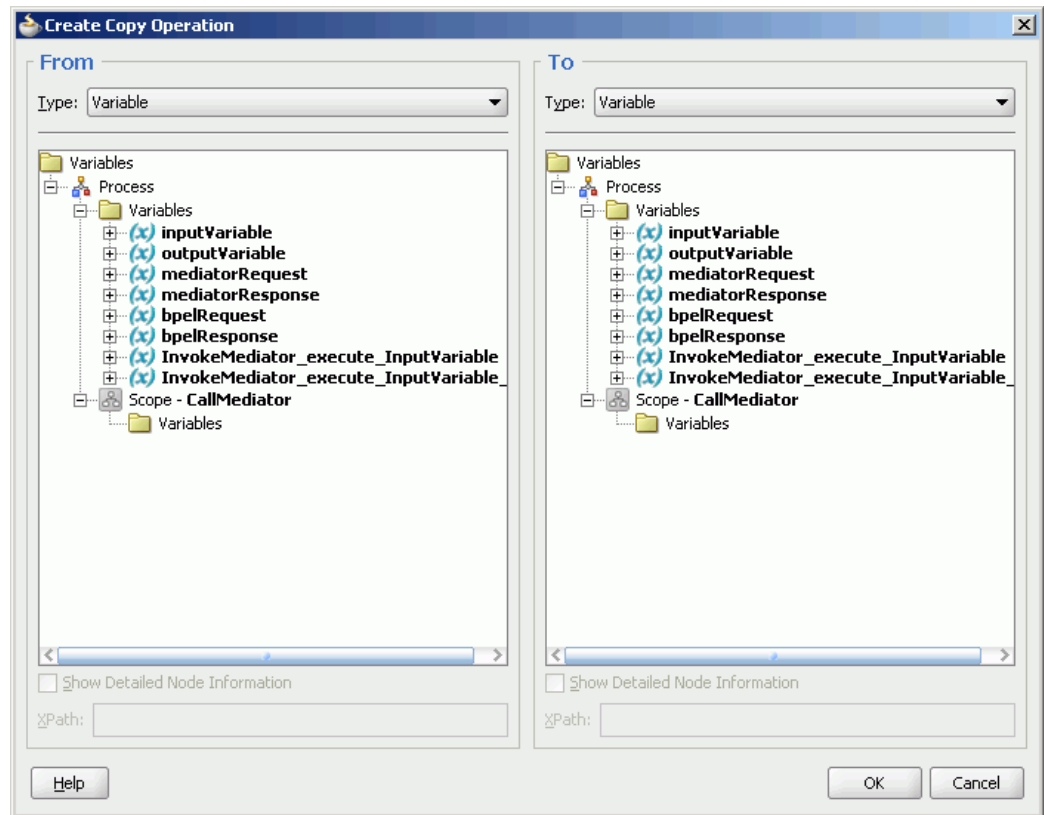 Create Copy Operation
From
Type: Variable
Variables
Process
Variables
inputVariable
outputVariable
mediatorRequest
mediatorResponse
bpelRequest
bpelResponse
InvokeMediator_execute_InputVariable
InvokeMediator_execute_InputVariable_
Scope - CallMediator
Variables
Show Detailed Node Information
XPath:
To
Type: Variable
Variables
Process
Variables
inputVariable
outputVariable
mediatorRequest
mediatorResponse
bpelRequest
bpelResponse
InvokeMediator_execute_InputVariable
InvokeMediator_execute_InputVariable_
Scope - CallMediator
Variables
Show Detailed Node Information
XPath:
Help
OK
Cancel